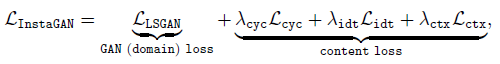 ℒ_InstaGAN = ℒ_LSGAN + λ_cyc ℒ_cyc + λ_idt ℒ_idt + λ_ctx ℒ_ctx,
GAN (domain) loss content loss